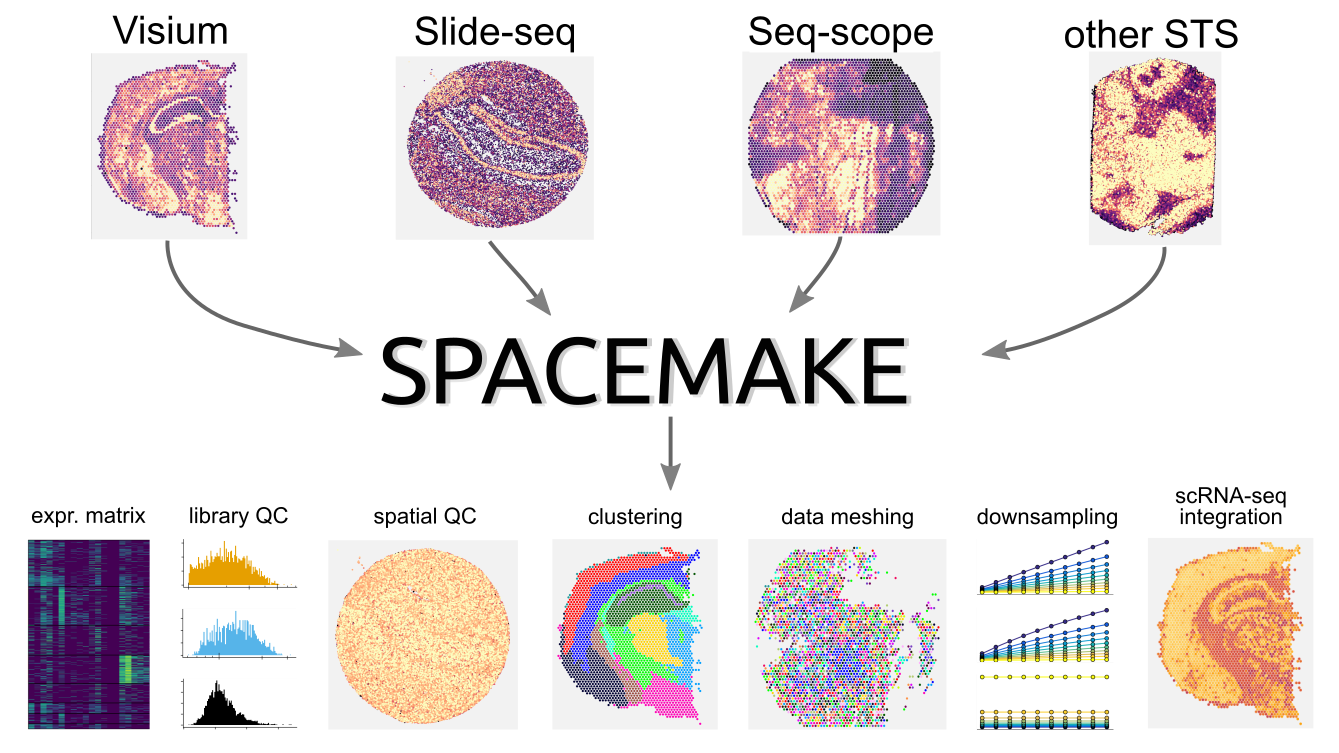 Visium
Slide-seq
Seq-scope
other STS
SPACEMAKE
expr. matrix
library QC
spatial QC
clustering
data meshing
downsampling
scRNA-seq
integration